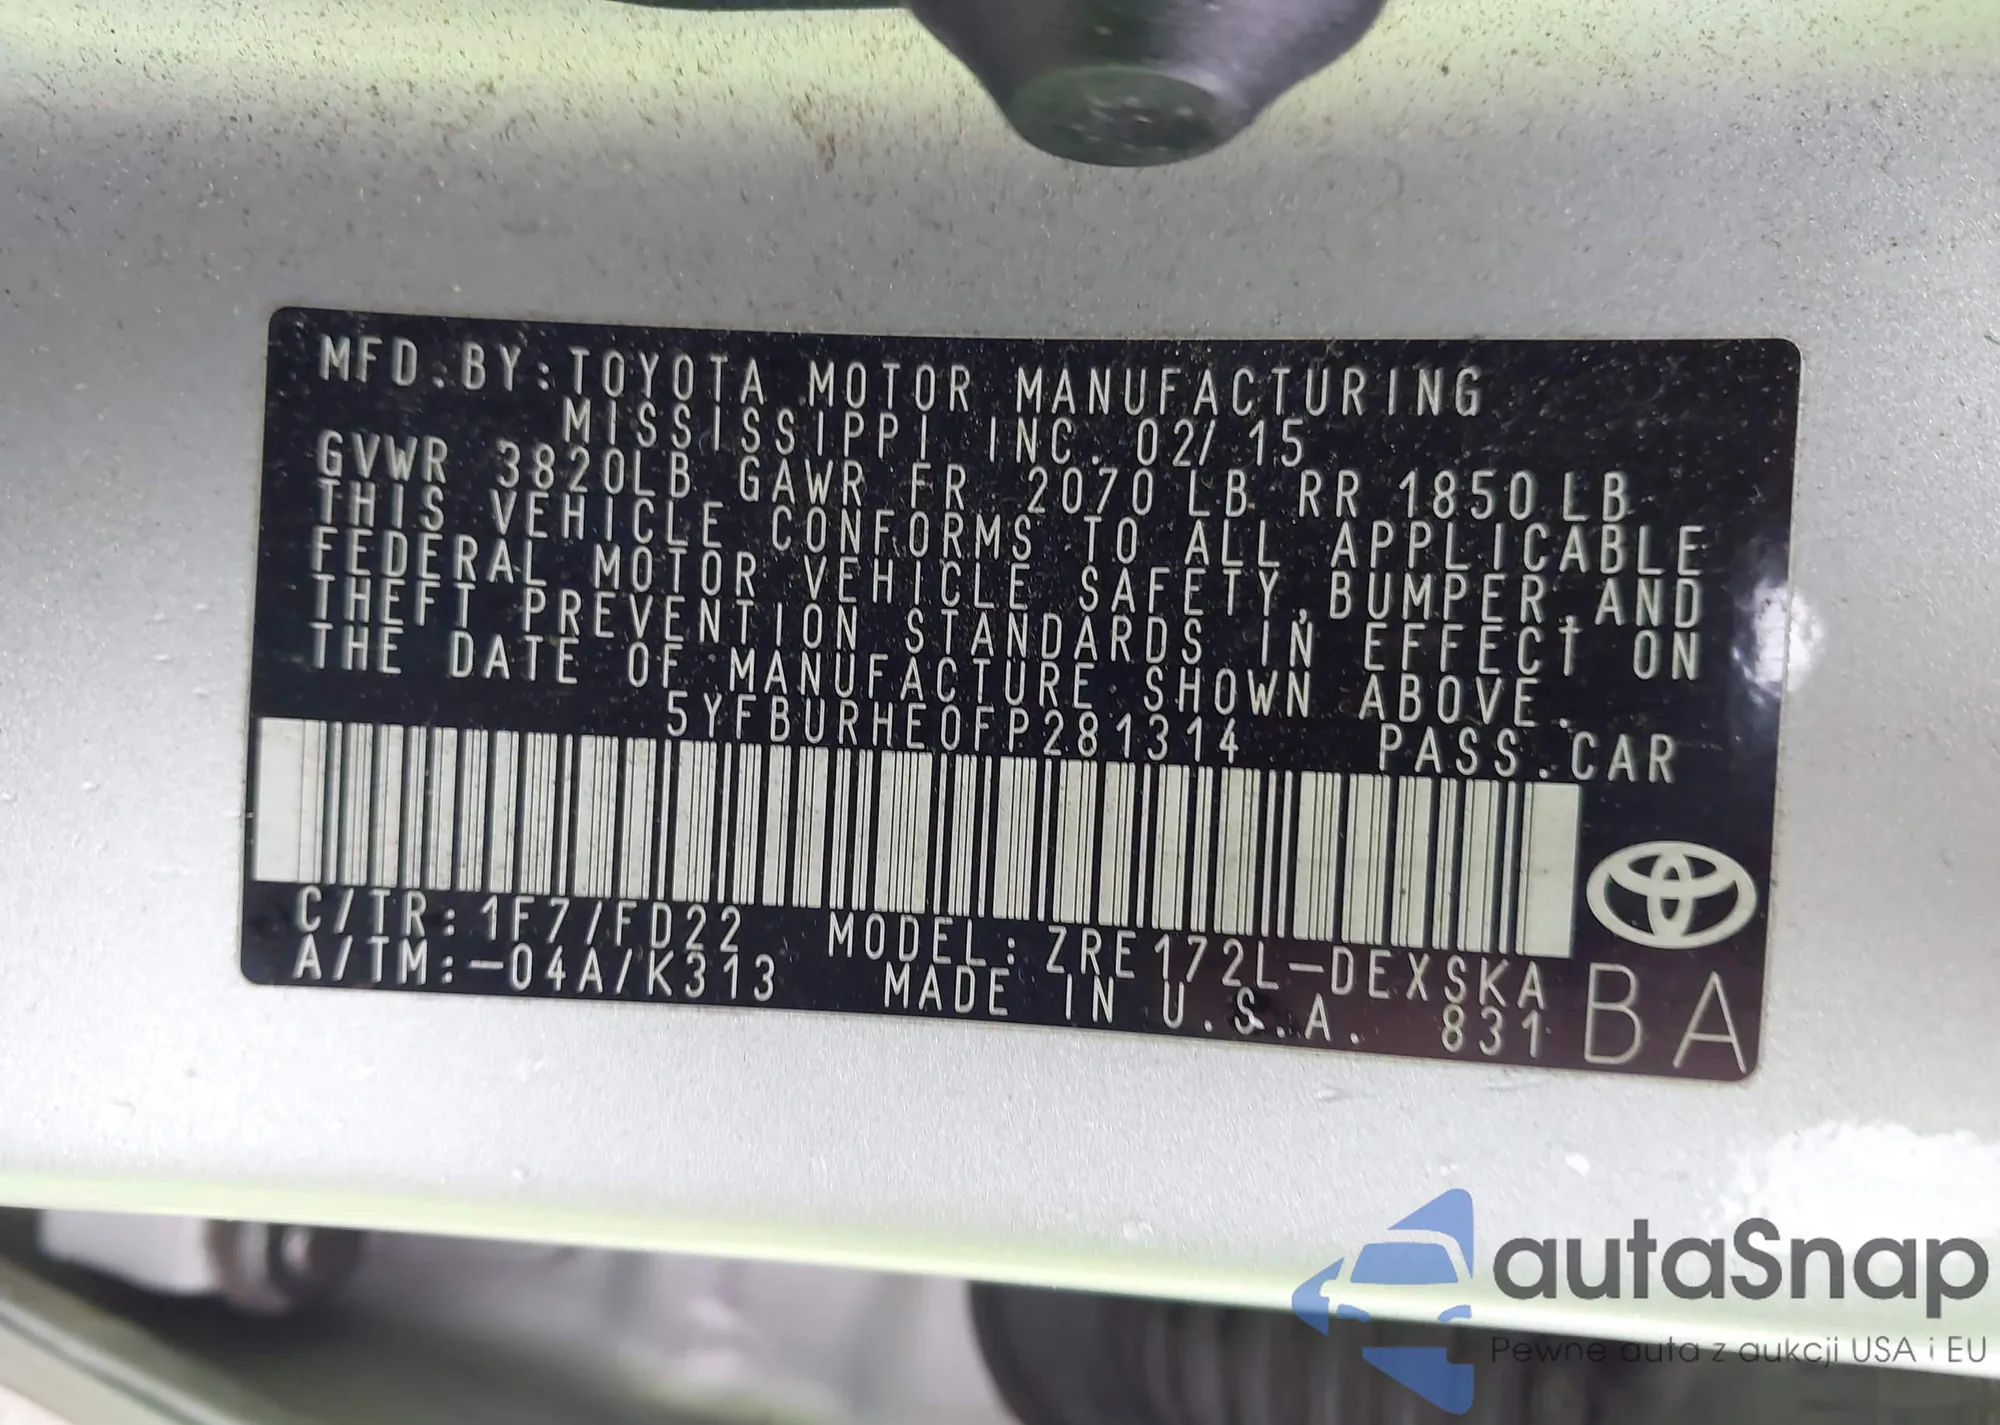 MFD.BY:TOYOTA MOTOR MANUFACTURING
MISSISSIPPI INC. 02/15
GVWR 3820LB GAWR FR 2070LB RR 1850LB
THIS VEHICLE CONFORMS TO ALL APPLICABLE
FEDERAL MOTOR VEHICLE SAFETY,BUMPER,AND
THEFT PREVENTION STANDARDS IN EFFECT ON
THE DATE OF MANUFACTURE SHOWN ABOVE.
5YFBURHE0FP281314 PASS.CAR
C/TR:1F7/FD22 MODEL:ZRE172L-DEXSKA
A/TM:-04A/K313 MADE IN U.S.A. 831
BA
autaSnap
Pewne auta z aukcji USA i EU